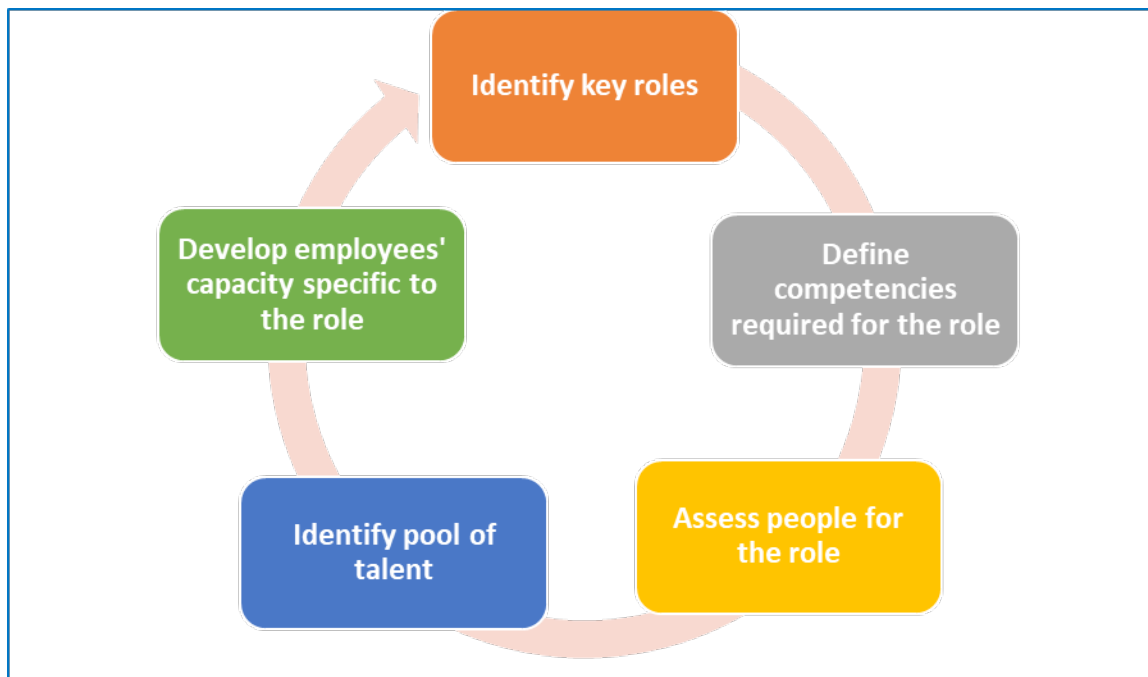 Identify key roles
Define
competencies
required for the role
Assess people for
the role
Identify pool of
talent
Develop employees'
capacity specific to
the role